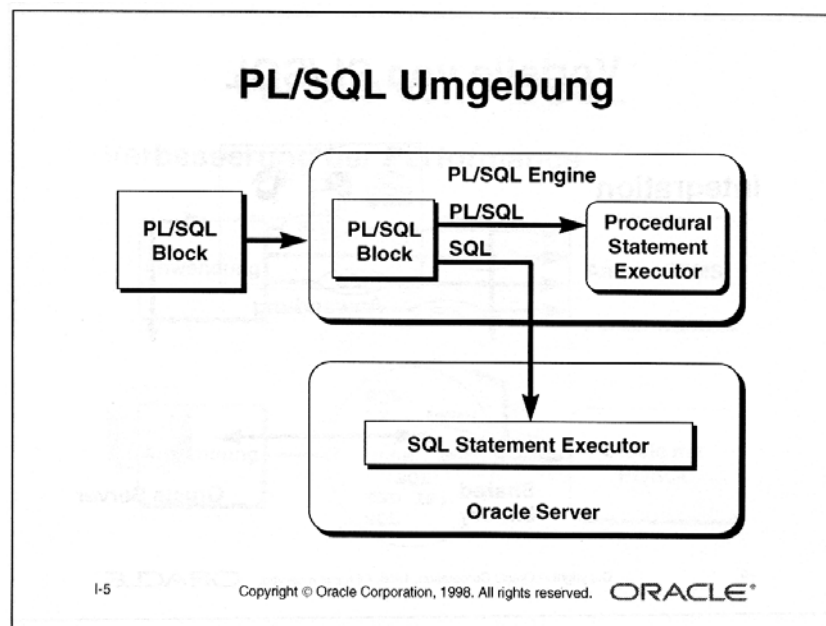 PL/SQL Umgebung
PL/SQL
Block
PL/SQL Engine
PL/SQL
Block
PL/SQL
SQL
Procedural
Statement
Executor
SQL Statement Executor
Oracle Server
I-5
Copyright © Oracle Corporation, 1998. All rights reserved.
ORACLE®